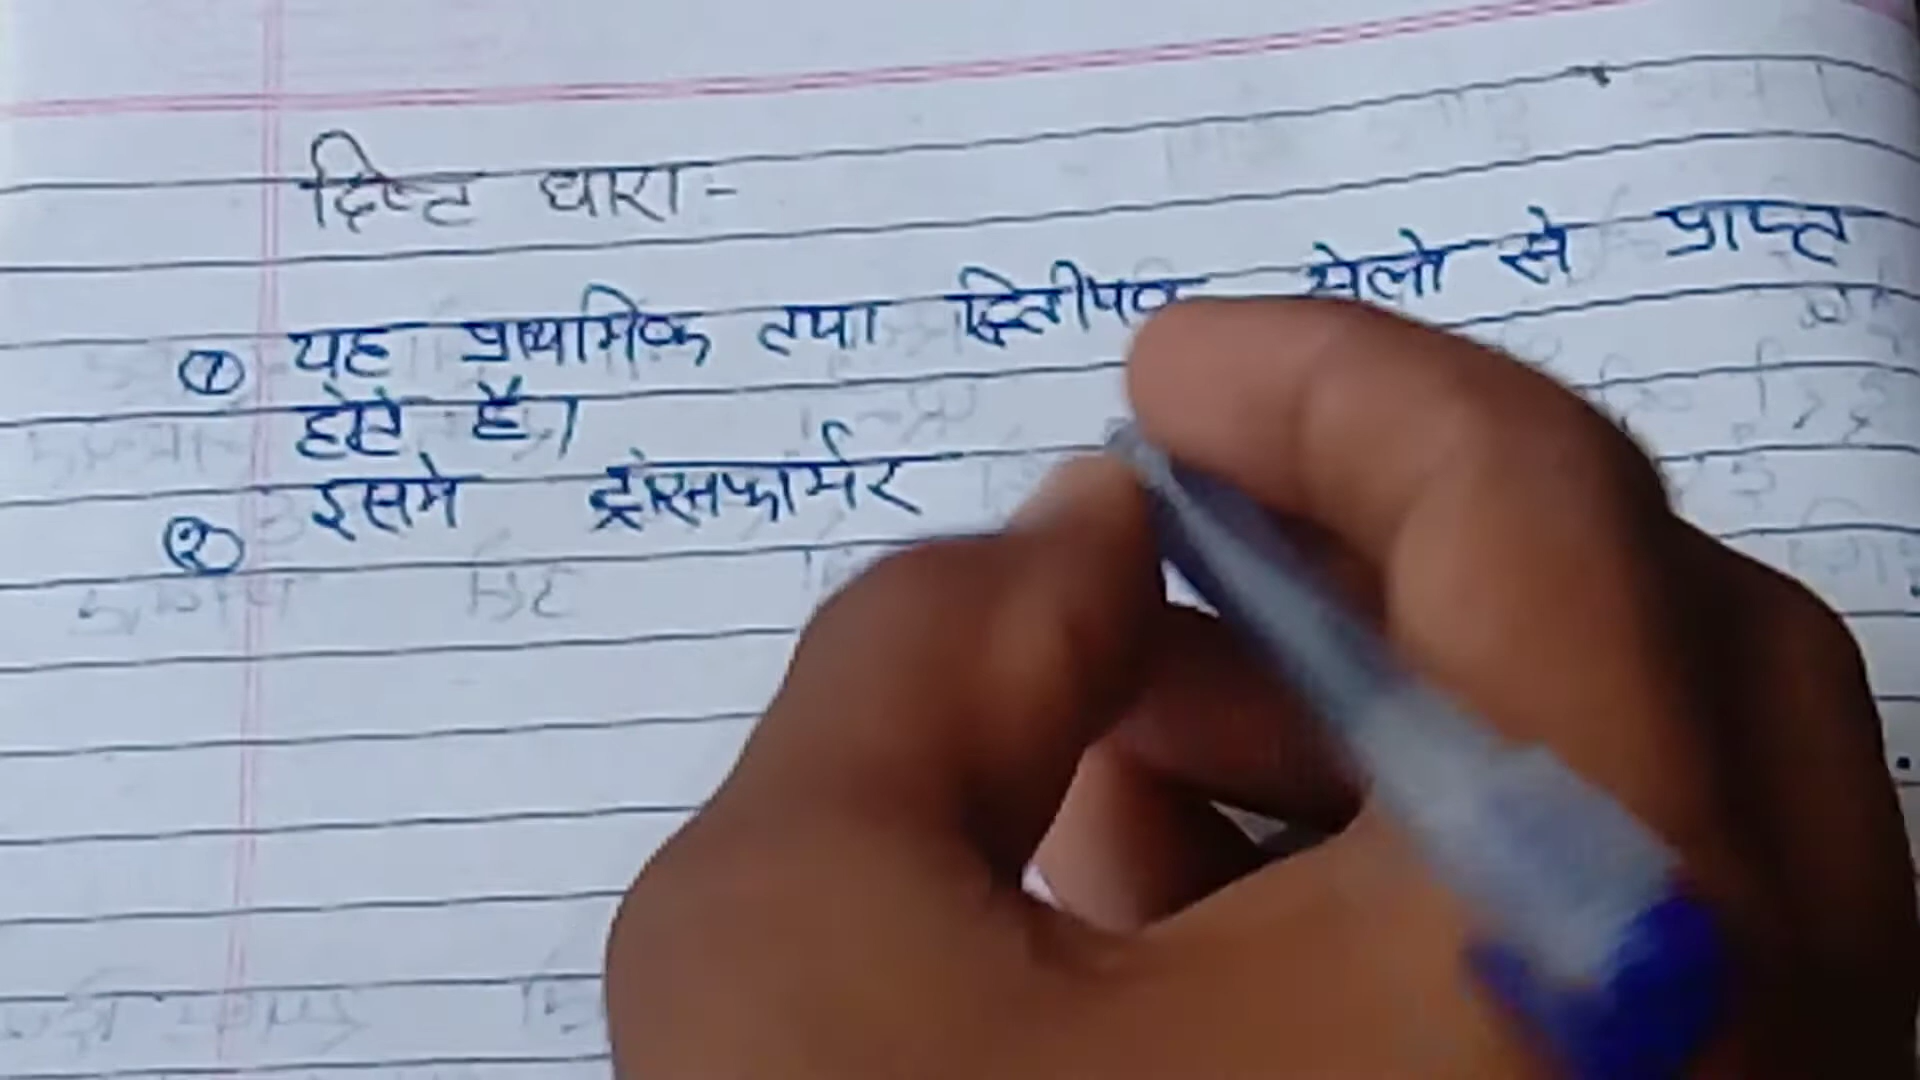 दिष्ट धारा -
① यह प्राथमिक तथा द्वितीयक सेलो से प्राप्त
होते है।
② इसमे ट्रांसफार्मर